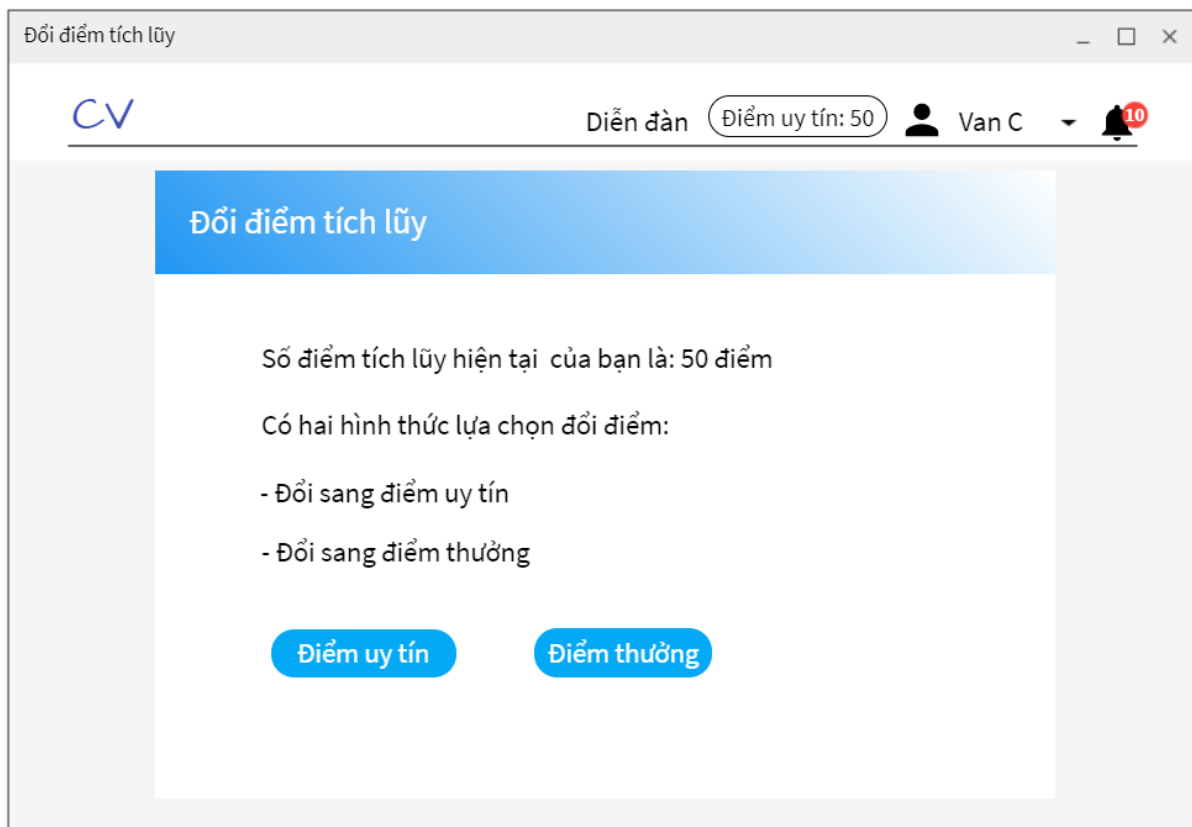 Đổi điểm tích lũy
CV
Diễn đàn Điểm uy tín: 50 Van C 10
Đổi điểm tích lũy
Số điểm tích lũy hiện tại của bạn là: 50 điểm
Có hai hình thức lựa chọn đổi điểm:
- Đổi sang điểm uy tín
- Đổi sang điểm thưởng
Điểm uy tín Điểm thưởng